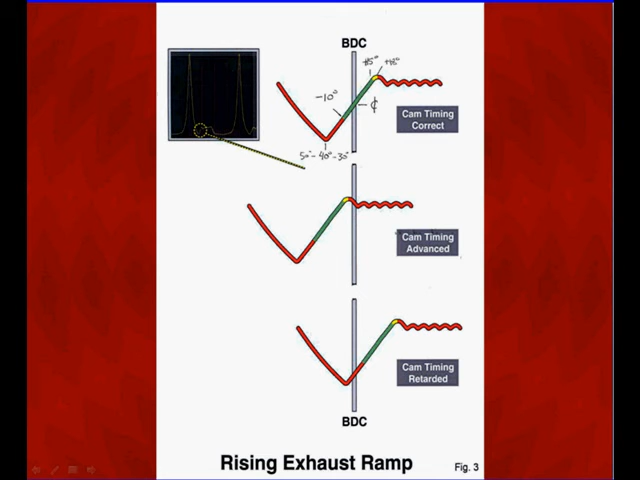 BDC
-10°
¢
50° - 40° - 30°
Cam Timing
Correct
Cam Timing
Advanced
Cam Timing
Retarded
BDC
Rising Exhaust Ramp
Fig. 3